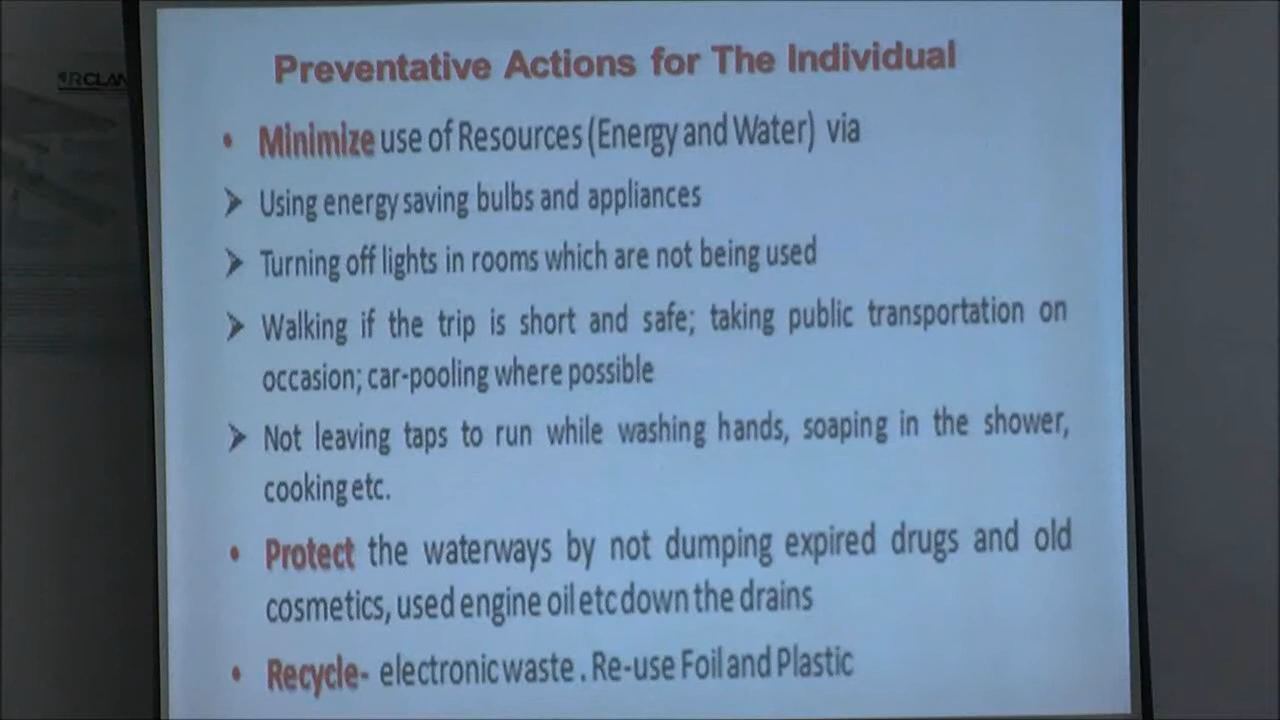 Preventative Actions for The Individual
• Minimize use of Resources (Energy and Water) via
➤ Using energy saving bulbs and appliances
➤ Turning off lights in rooms which are not being used
➤ Walking if the trip is short and safe; taking public transportation on
occasion; car-pooling where possible
➤ Not leaving taps to run while washing hands, soaping in the shower,
cooking etc.
• Protect the waterways by not dumping expired drugs and old
cosmetics, used engine oil etc down the drains
• Recycle- electronic waste . Re-use Foil and Plastic